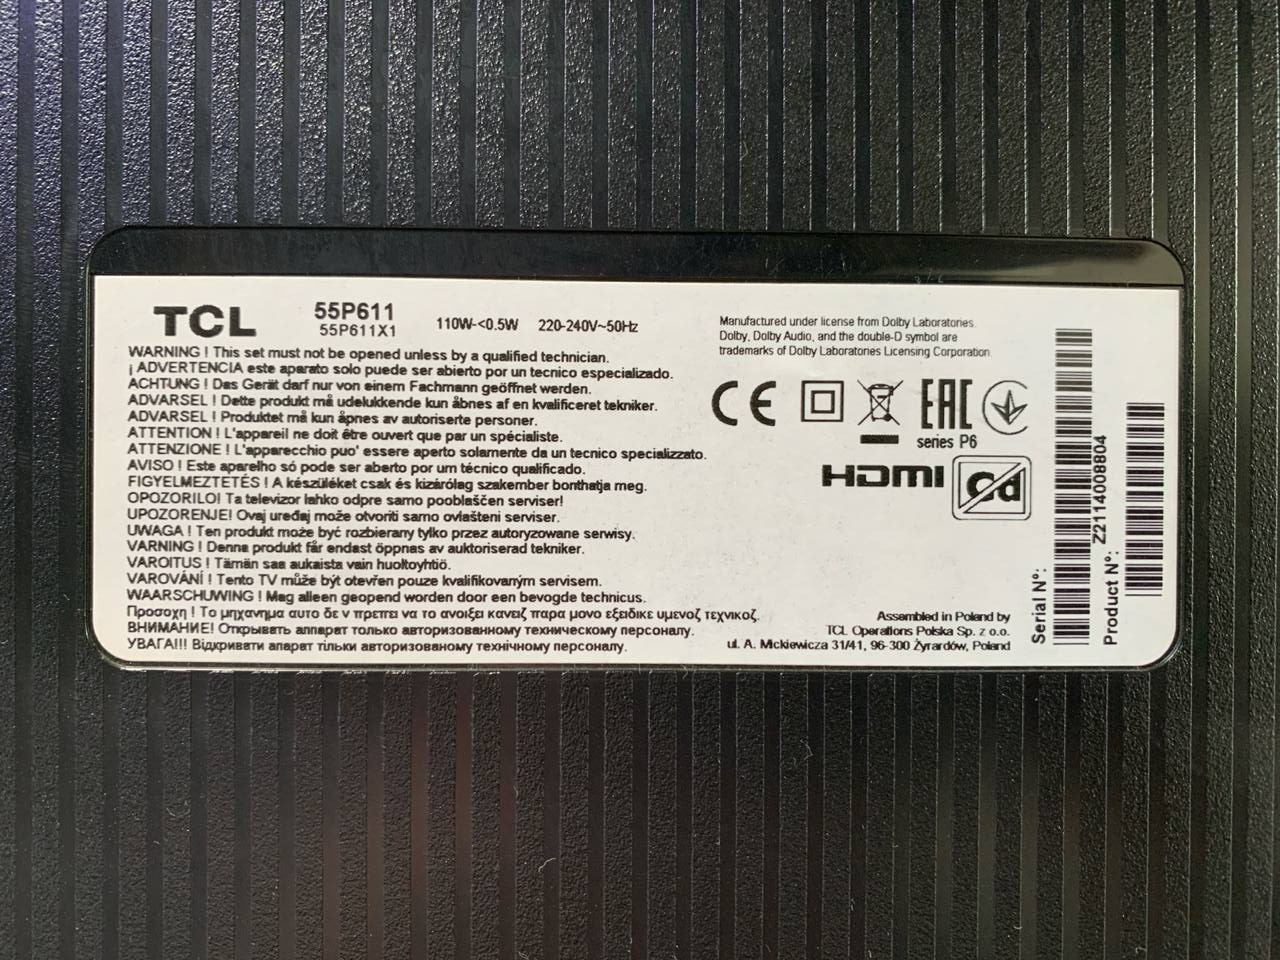 TCL
55P611
55P611X1
110W-<0.5W 220-240V~50Hz
WARNING ! This set must not be opened unless by a qualified technician.
¡ ADVERTENCIA este aparato solo puede ser abierto por un tecnico especializado.
ACHTUNG ! Das Gerät darf nur von einem Fachmann geöffnet werden.
ADVARSEL ! Dette produkt må udelukkende kun åbnes af en kvalificeret tekniker.
ADVARSEL ! Produktet må kun åpnes av autoriserte personer.
ATTENTION ! L'appareil ne doit être ouvert que par un spécialiste.
ATTENZIONE ! L'apparecchio puo' essere aperto solamente da un tecnico specializzato.
AVISO ! Este aparelho só pode ser aberto por um técnico qualificado.
FIGYELMEZTETÉS ! A készüléket csak és kizárólag szakember bonthatja meg.
OPOZORILO! Ta televizor lahko odpre samo pooblaščen serviser!
UPOZORENJE! Ovaj uređaj može otvoriti samo ovlašteni serviser.
UWAGA ! Ten produkt może być rozbierany tylko przez autoryzowane serwisy.
VARNING ! Denna produkt får endast öppnas av auktoriserad tekniker.
VAROITUS ! Tämän saa aukaista vain huoltoyhtiö.
VAROVÁNÍ ! Tento TV může být otevřen pouze kvalifikovaným servisem.
WAARSCHUWING ! Mag alleen geopend worden door een bevogde technicus.
Προσοχη ! Το μηχανημα αυτο δε ν πρεπει να το ανοιξει κανειζ παρα μονο εξειδικε υμενοζ τεχνικοζ.
ВНИМАНИЕ! Открывать аппарат только авторизованному техническому персоналу.
УВАГА!!! Відкривати апарат тільки авторизованому технічному персоналу.
Manufactured under license from Dolby Laboratories.
Dolby, Dolby Audio, and the double-D symbol are
trademarks of Dolby Laboratories Licensing Corporation.
CE EAC
series P6
HDMI Cd
Assembled in Poland by
TCL Operations Polska Sp. z o.o.
ul. A. Mickiewicza 31/41, 96-300 Żyrardów, Poland
Serial N°:
Z2114008804
Product N°: